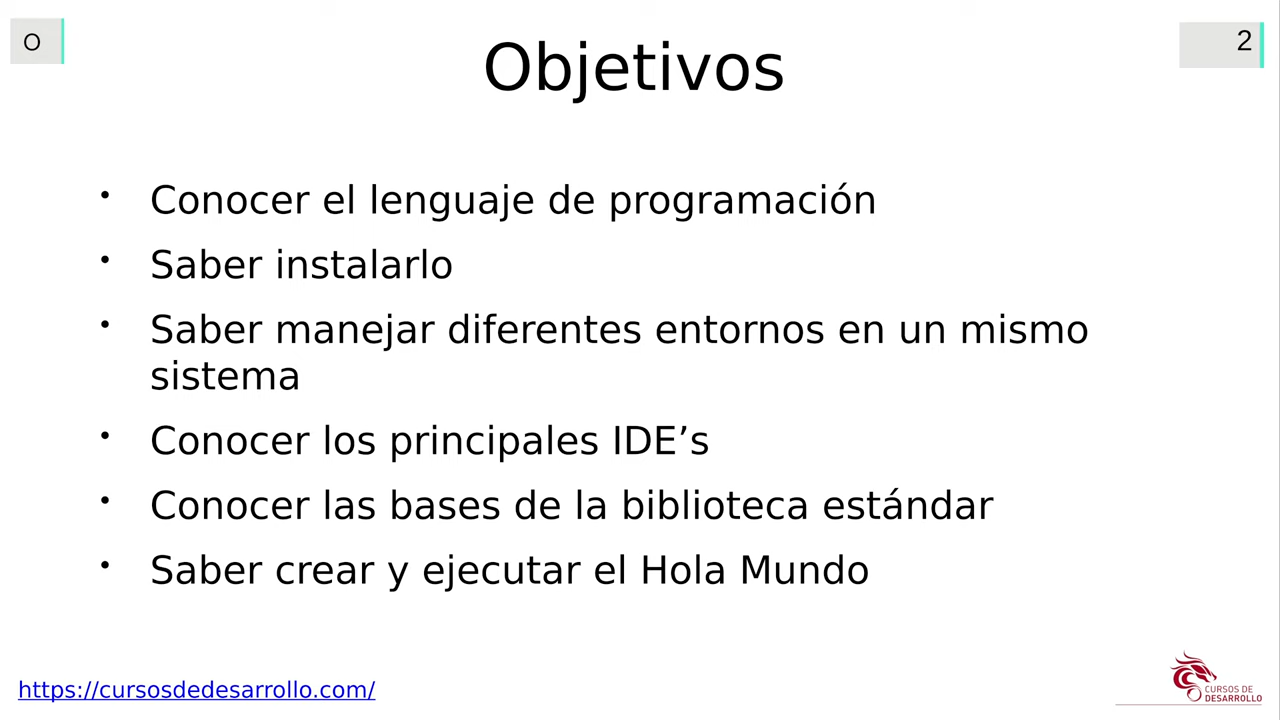 O
2
Objetivos
• Conocer el lenguaje de programación
• Saber instalarlo
• Saber manejar diferentes entornos en un mismo
sistema
• Conocer los principales IDE’s
• Conocer las bases de la biblioteca estándar
• Saber crear y ejecutar el Hola Mundo
https://cursosdedesarrollo.com/
CURSOS DE
DESARROLLO